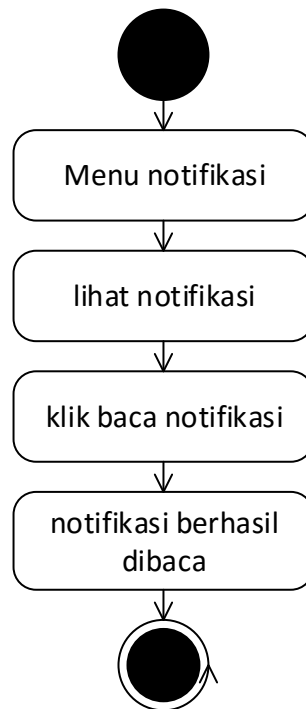 Menu notifikasi
lihat notifikasi
klik baca notifikasi
notifikasi berhasil
dibaca